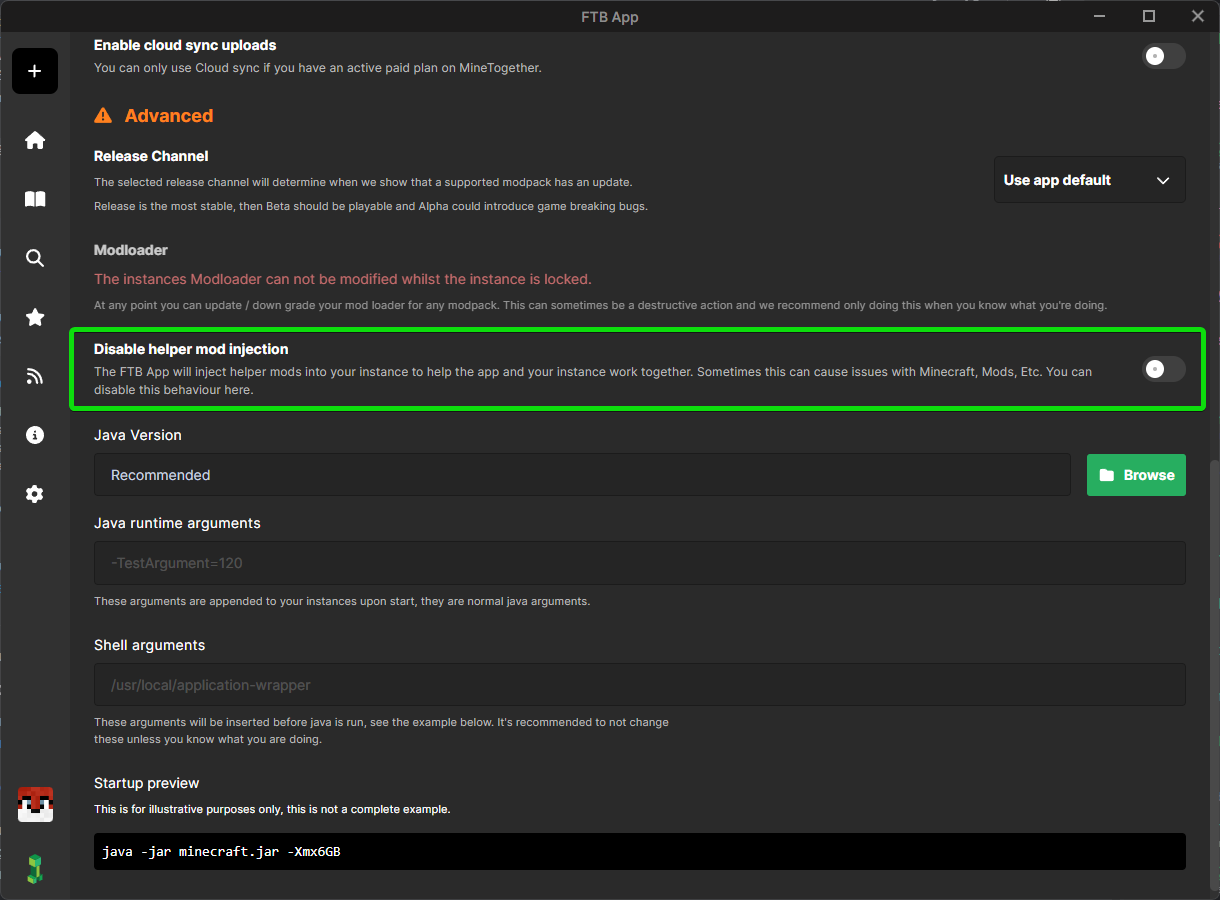 FTB App
Enable cloud sync uploads
You can only use Cloud sync if you have an active paid plan on MineTogether.
Advanced
Release Channel
The selected release channel will determine when we show that a supported modpack has an update.
Release is the most stable, then Beta should be playable and Alpha could introduce game breaking bugs.
Use app default
Modloader
The instances Modloader can not be modified whilst the instance is locked.
At any point you can update / down grade your mod loader for any modpack. This can sometimes be a destructive action and we recommend only doing this when you know what you're doing.
Disable helper mod injection
The FTB App will inject helper mods into your instance to help the app and your instance work together. Sometimes this can cause issues with Minecraft, Mods, Etc. You can
disable this behaviour here.
Java Version
Recommended
Browse
Java runtime arguments
-TestArgument=120
These arguments are appended to your instances upon start, they are normal java arguments.
Shell arguments
/usr/local/application-wrapper
These arguments will be inserted before java is run, see the example below. It's recommended to not change
these unless you know what you are doing.
Startup preview
This is for illustrative purposes only, this is not a complete example.
java -jar minecraft.jar -Xmx6GB